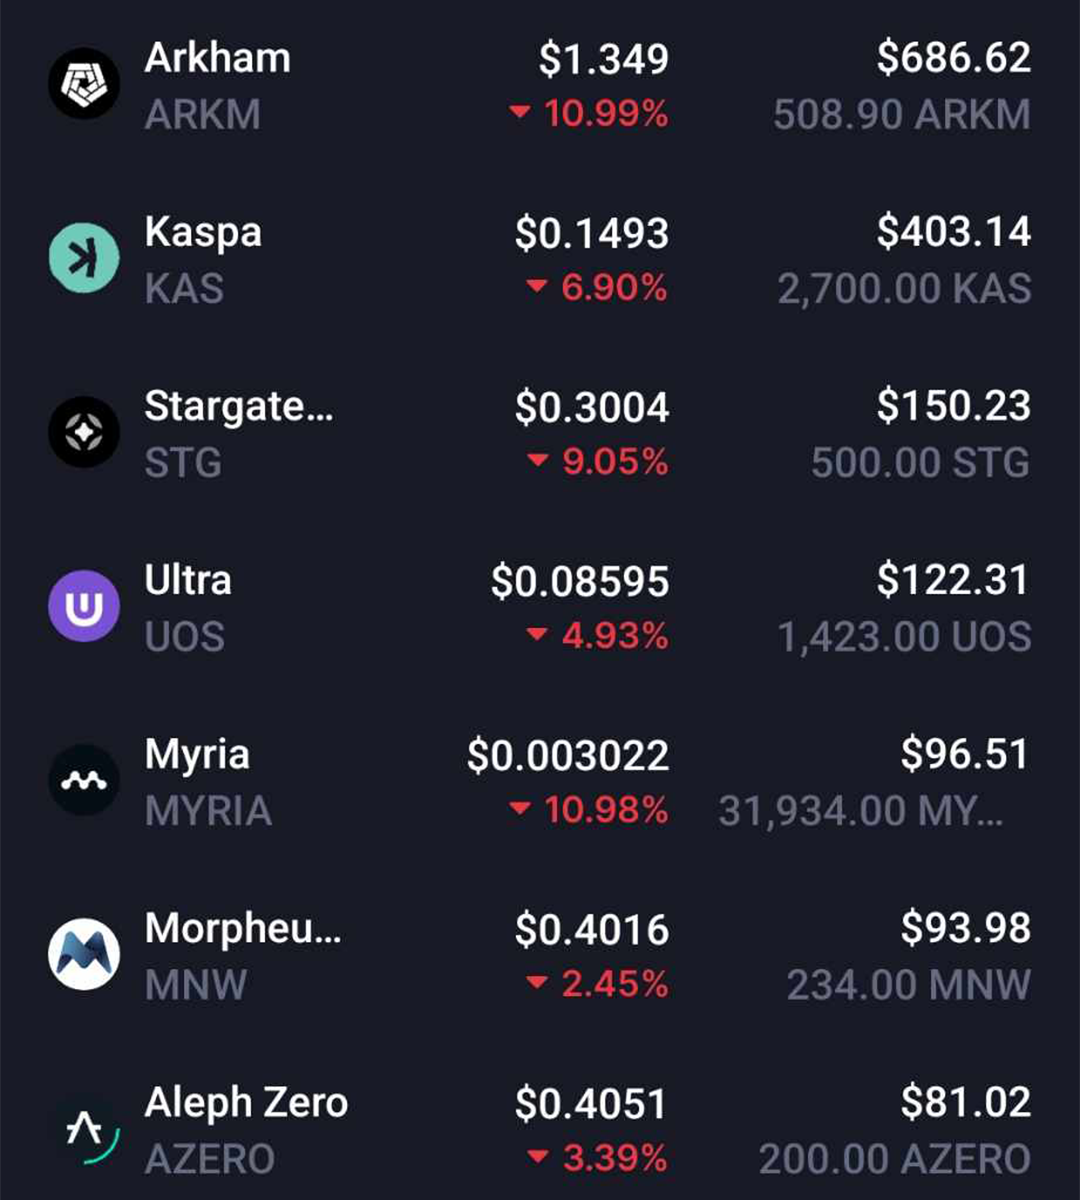 Arkham $1.349 $686.62
ARKM ▼ 10.99% 508.90 ARKM
Kaspa $0.1493 $403.14
KAS ▼ 6.90% 2,700.00 KAS
Stargate... $0.3004 $150.23
STG ▼ 9.05% 500.00 STG
Ultra $0.08595 $122.31
UOS ▼ 4.93% 1,423.00 UOS
Myria $0.003022 $96.51
MYRIA ▼ 10.98% 31,934.00 MY...
Morpheu... $0.4016 $93.98
MNW ▼ 2.45% 234.00 MNW
Aleph Zero $0.4051 $81.02
AZERO ▼ 3.39% 200.00 AZERO